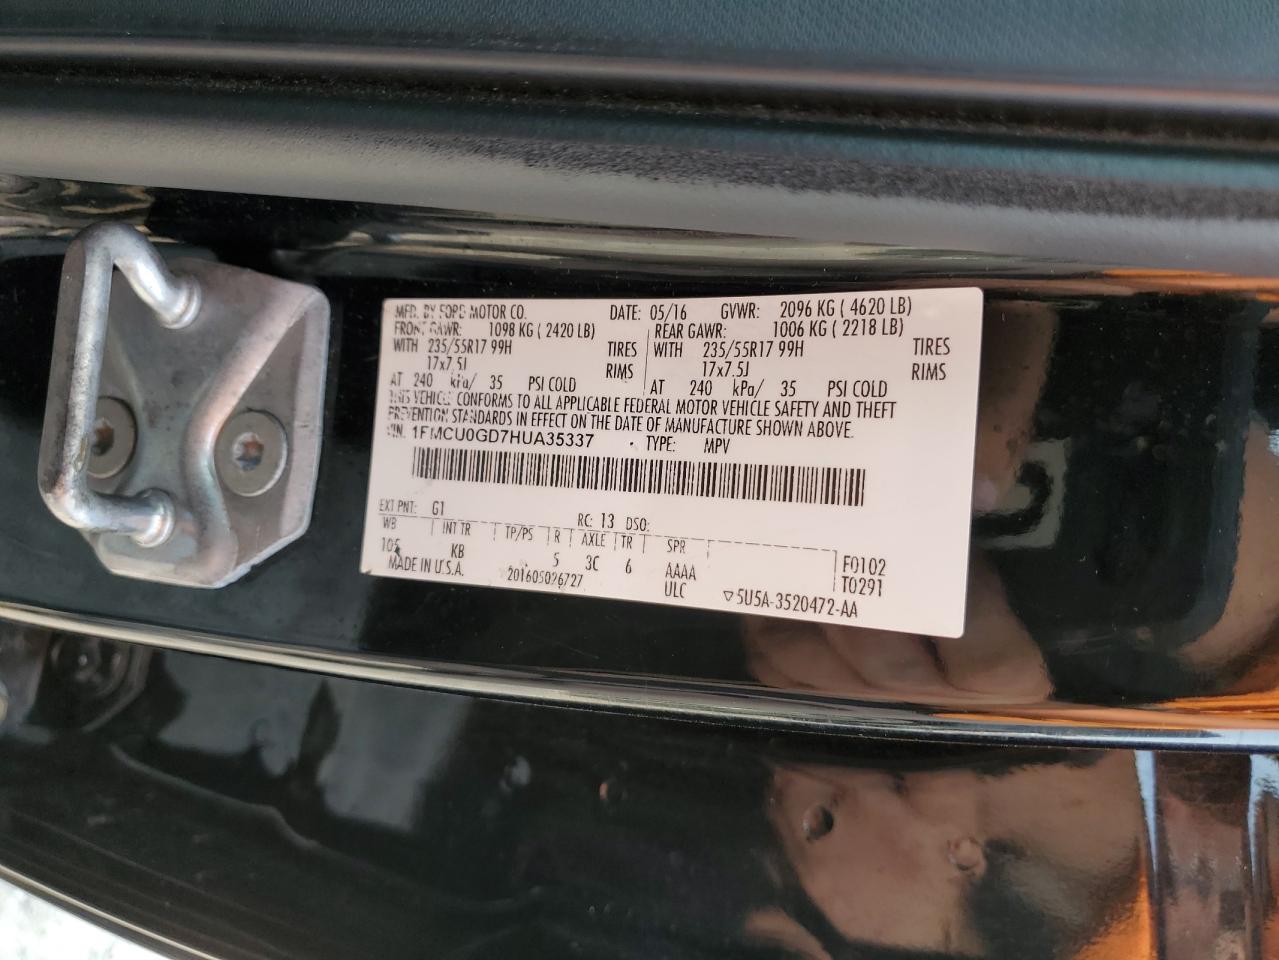 MFD. BY FORD MOTOR CO. DATE: 05/16 GVWR: 2096 KG ( 4620 LB)
FRONT GAWR: 1098 KG ( 2420 LB) REAR GAWR: 1006 KG ( 2218 LB)
WITH 235/55R17 99H TIRES WITH 235/55R17 99H TIRES
17x7.5J RIMS 17x7.5J RIMS
AT 240 kPa/ 35 PSI COLD AT 240 kPa/ 35 PSI COLD
THIS VEHICLE CONFORMS TO ALL APPLICABLE FEDERAL MOTOR VEHICLE SAFETY AND THEFT
PREVENTION STANDARDS IN EFFECT ON THE DATE OF MANUFACTURE SHOWN ABOVE.
VIN: 1FMCU0GD7HUA35337 TYPE: MPV
EXT PNT: G1 RC: 13 DSO:
WB INT TR TP/PS R AXLE TR SPR
105 KB 5 3C 6 AAAA F0102
MADE IN U.S.A. 201605026727 ULC T0291
▽5U5A-3520472-AA